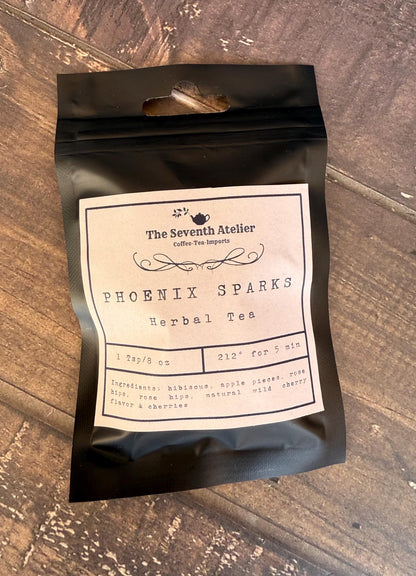 The Seventh Atelier
Coffee-Tea-Imports
PHOENIX SPARKS
Herbal Tea
1 Tsp/8 oz
212° for 5 min
Ingredients: hibiscus, apple pieces, rose
hips, rose hips, natural wild cherry
flavor & cherries